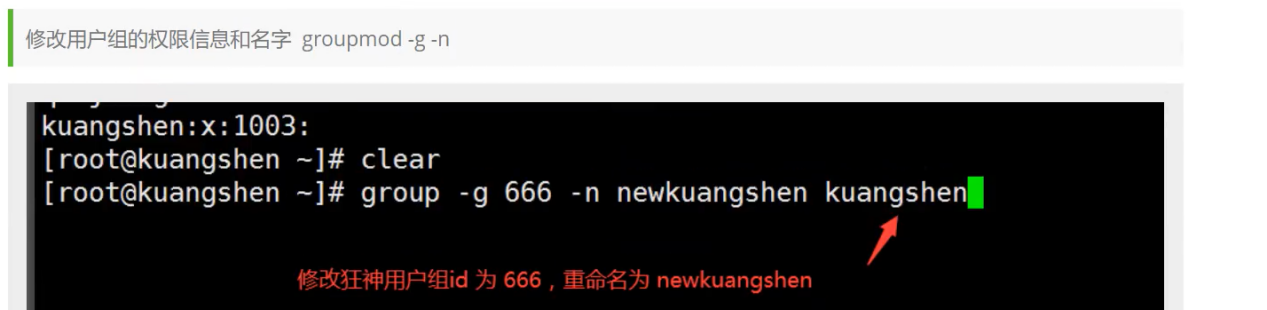 修改用户组的权限信息和名字 groupmod -g -n
kuangshen:x:1003:
[root@kuangshen ~]# clear
[root@kuangshen ~]# group -g 666 -n newkuangshen kuangshen
修改狂神用户组id 为 666，重命名为 newkuangshen